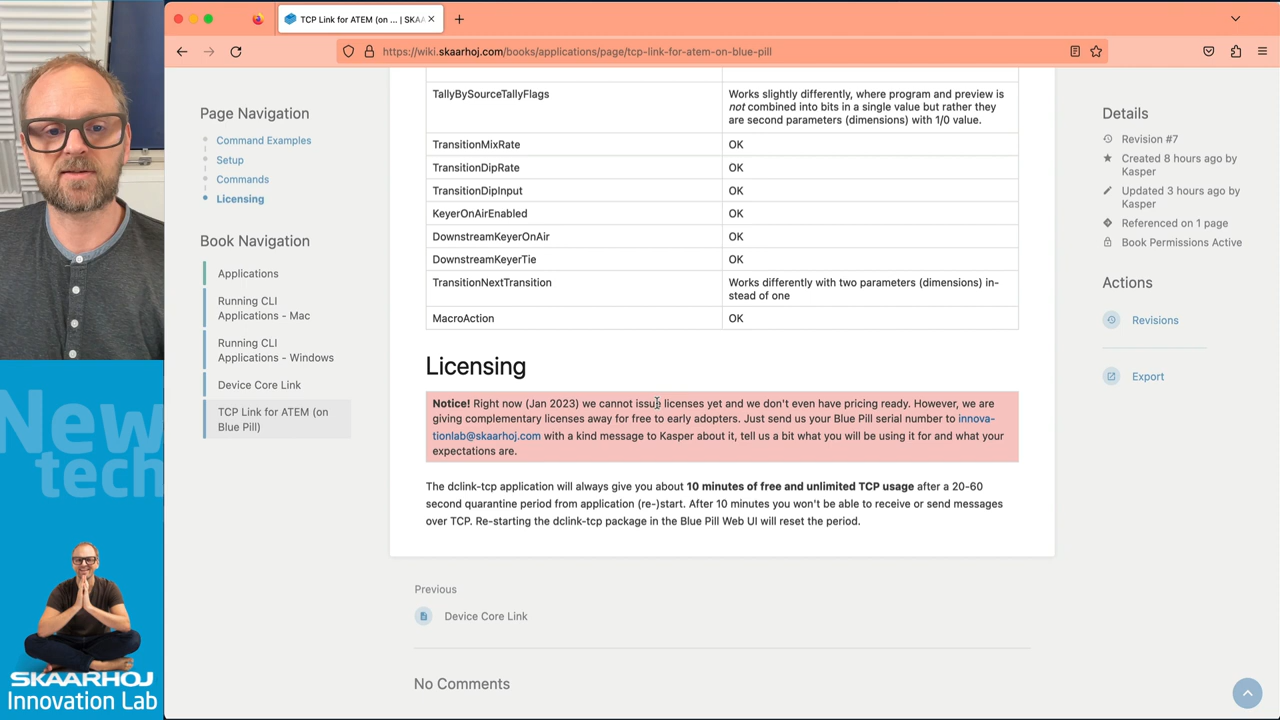 TCP Link for ATEM (on ... | SKAA
https://wiki.skaarhoj.com/books/applications/page/tcp-link-for-atem-on-blue-pill
Page Navigation
Command Examples
Setup
Commands
Licensing
Book Navigation
Applications
Running CLI
Applications - Mac
Running CLI
Applications - Windows
Device Core Link
TCP Link for ATEM (on
Blue Pill)
TallyBySourceTallyFlags
Works slightly differently, where program and preview is
not combined into bits in a single value but rather they
are second parameters (dimensions) with 1/0 value.
TransitionMixRate OK
TransitionDipRate OK
TransitionDipInput OK
KeyerOnAirEnabled OK
DownstreamKeyerOnAir OK
DownstreamKeyerTie OK
TransitionNextTransition
Works differently with two parameters (dimensions) in-
stead of one
MacroAction OK
Licensing
Notice! Right now (Jan 2023) we cannot issue licenses yet and we don't even have pricing ready. However, we are
giving complementary licenses away for free to early adopters. Just send us your Blue Pill serial number to innova-
tionlab@skaarhoj.com with a kind message to Kasper about it, tell us a bit what you will be using it for and what your
expectations are.
The dclink-tcp application will always give you about 10 minutes of free and unlimited TCP usage after a 20-60
second quarantine period from application (re-)start. After 10 minutes you won't be able to receive or send messages
over TCP. Re-starting the dclink-tcp package in the Blue Pill Web UI will reset the period.
Previous
Device Core Link
No Comments
Details
Revision #7
Created 8 hours ago by
Kasper
Updated 3 hours ago by
Kasper
Referenced on 1 page
Book Permissions Active
Actions
Revisions
Export
New
tech
SKAARHOJ
Innovation Lab